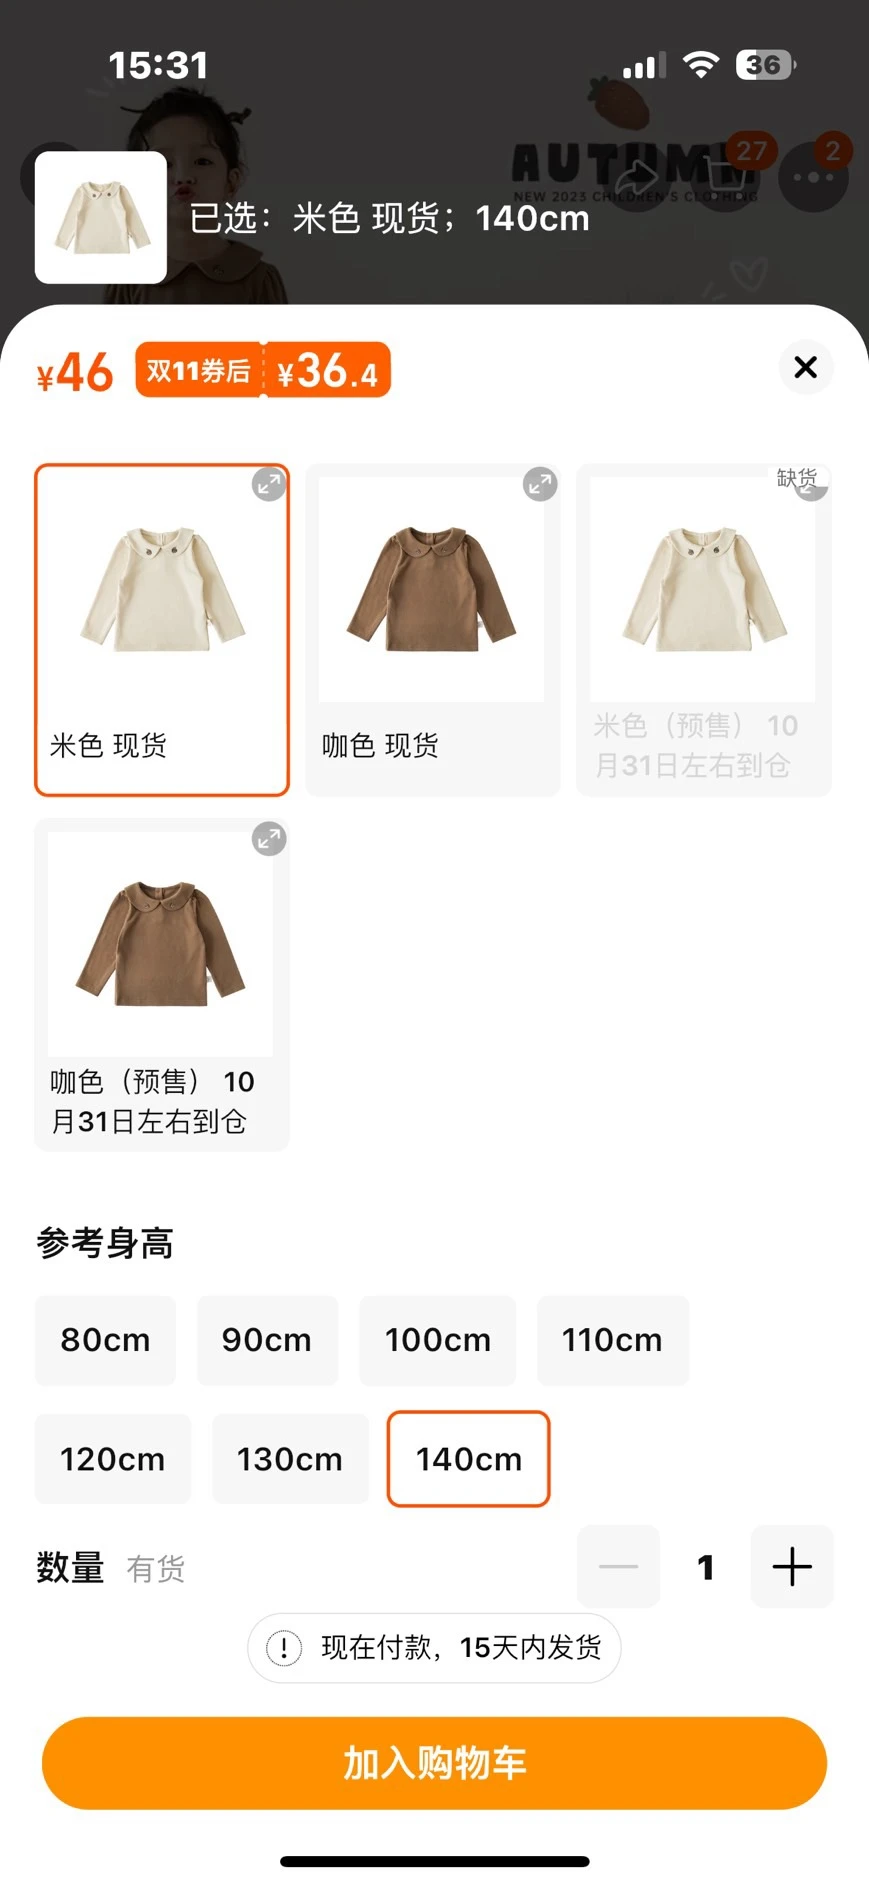 15:31
36
AUTUMN
NEW 2023 CHILDREN'S CLOTHING
27
2
已选：米色 现货；140cm
¥46
双11券后 ¥36.4
缺货
米色 现货
咖色 现货
米色（预售） 10
月31日左右到仓
咖色（预售） 10
月31日左右到仓
参考身高
80cm
90cm
100cm
110cm
120cm
130cm
140cm
数量 有货
1
现在付款，15天内发货
加入购物车